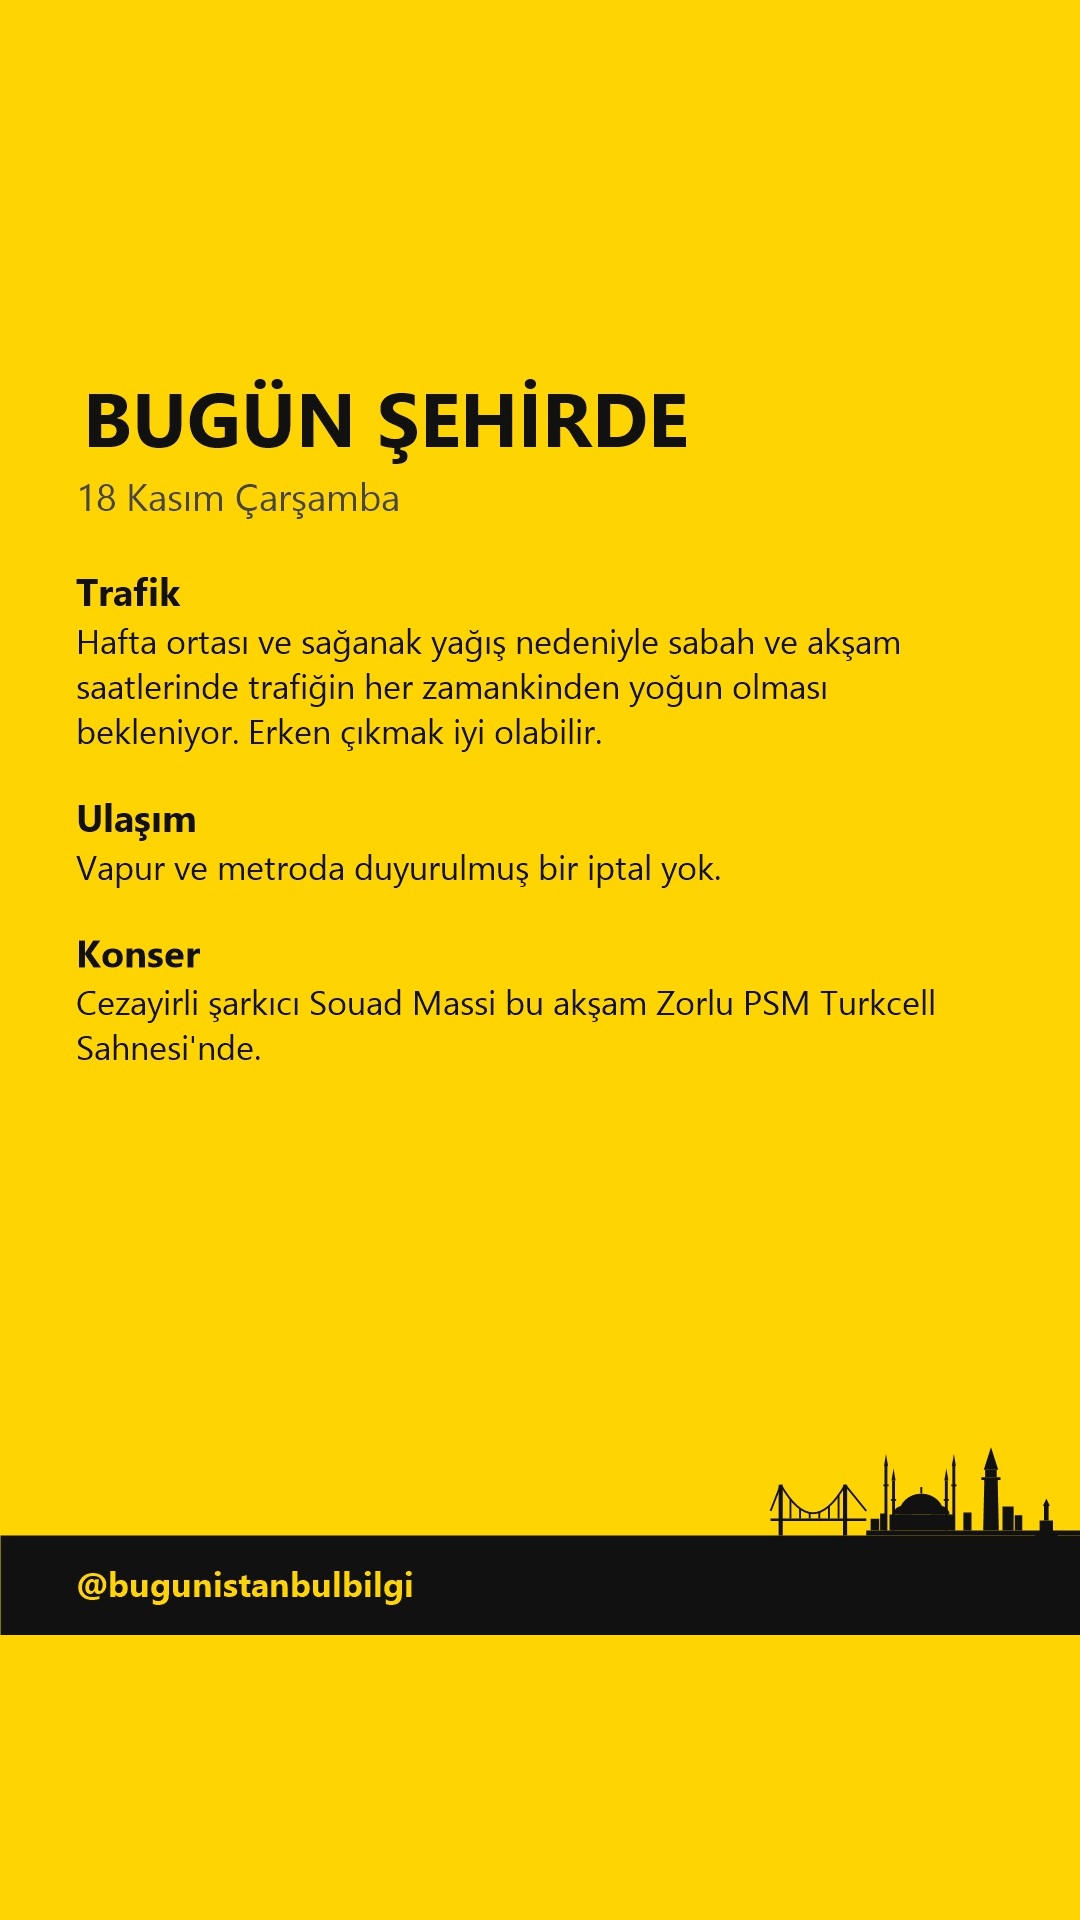 BUGÜN ŞEHİRDE
18 Kasım Çarşamba
Trafik
Hafta ortası ve sağanak yağış nedeniyle sabah ve akşam
saatlerinde trafiğin her zamankinden yoğun olması
bekleniyor. Erken çıkmak iyi olabilir.
Ulaşım
Vapur ve metroda duyurulmuş bir iptal yok.
Konser
Cezayirli şarkıcı Souad Massi bu akşam Zorlu PSM Turkcell
Sahnesi'nde.
@bugunistanbulbilgi